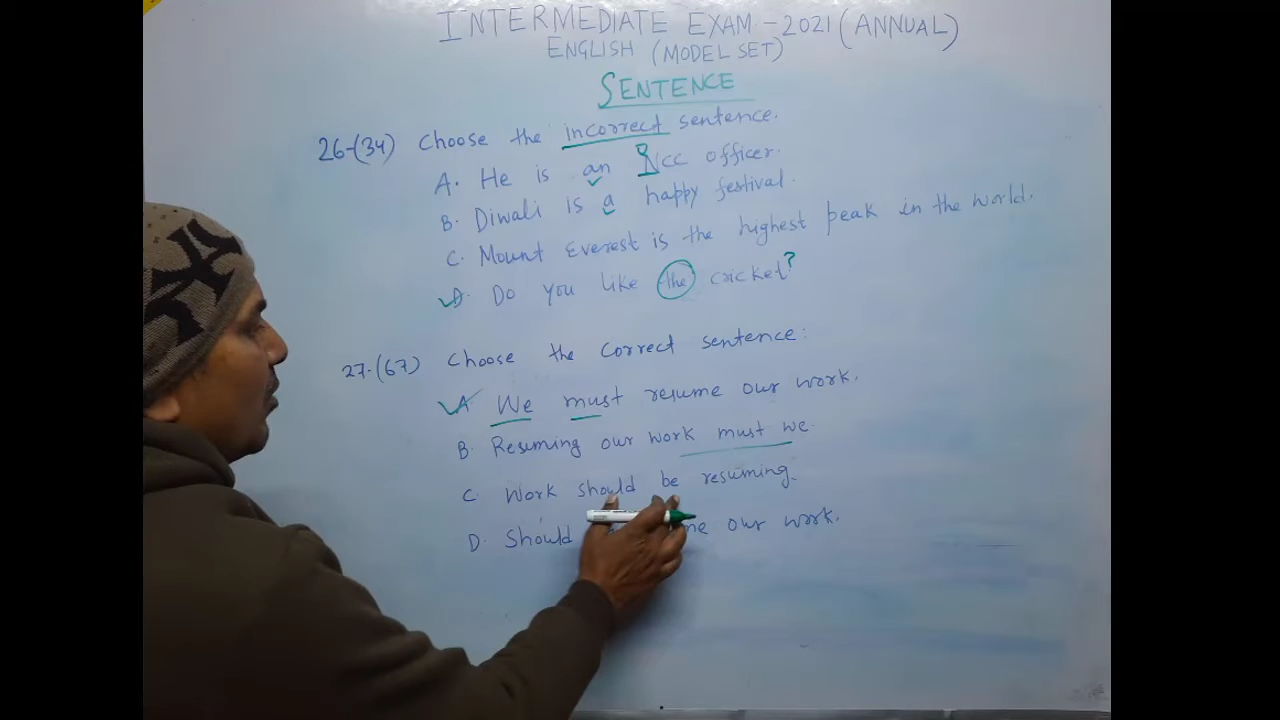 INTERMEDIATE EXAM - 2021 (ANNUAL)
ENGLISH (MODEL SET)
SENTENCE
26-(34) Choose the incorrect sentence.
A. He is an NCC officer.
B. Diwali is a happy festival.
C. Mount Everest is the highest peak in the world.
D. Do you like the cricket?
27-(67) Choose the correct sentence:
A We must resume our work.
B. Resuming our work must we.
C. Work should be resuming.
D. Should our work.